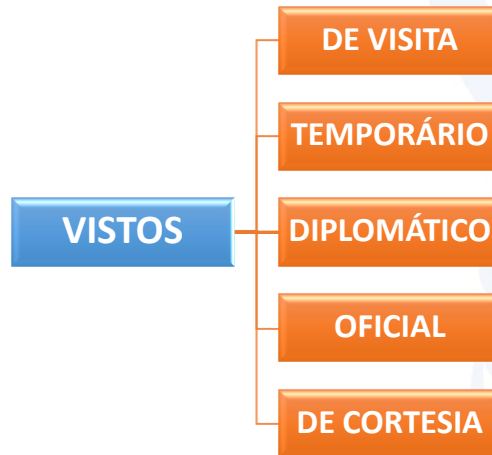 DE VISITA
TEMPORÁRIO
VISTOS
DIPLOMÁTICO
OFICIAL
DE CORTESIA